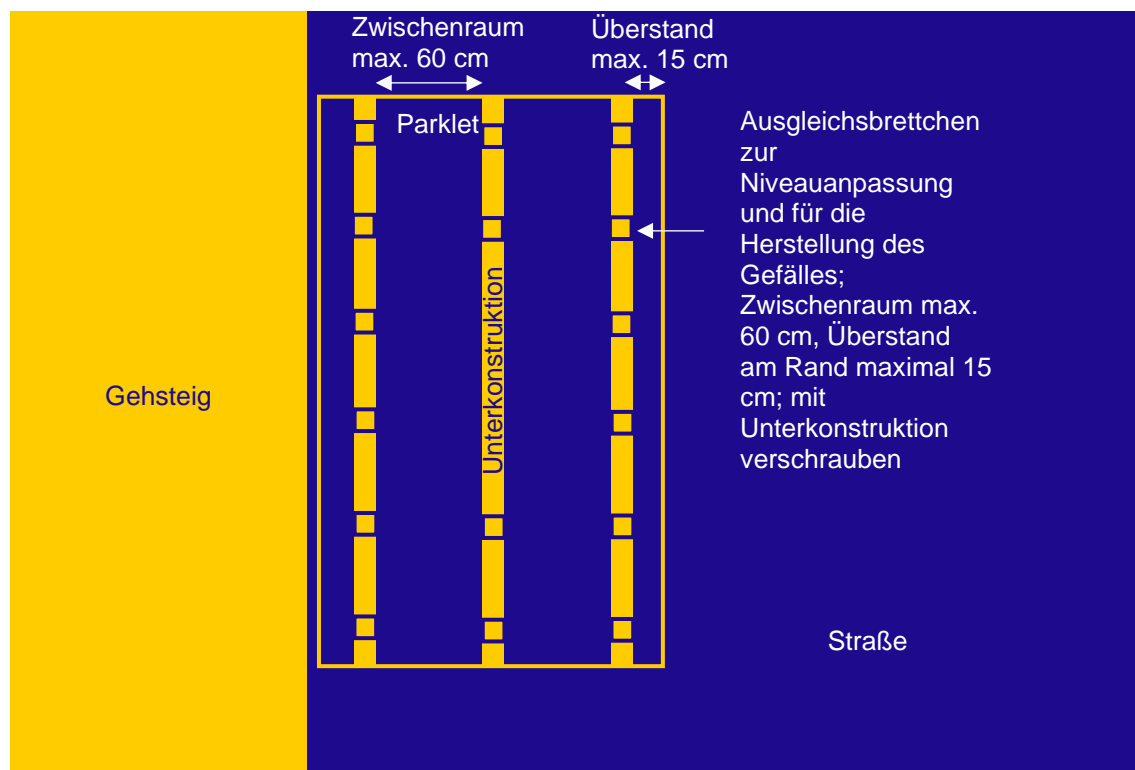 Zwischenraum
max. 60 cm
Überstand
max. 15 cm
Parklet
Ausgleichsbrettchen
zur
Niveauanpassung
und für die
Herstellung des
Gefälles;
Zwischenraum max.
60 cm, Überstand
am Rand maximal 15
cm; mit
Unterkonstruktion
verschrauben
Unterkonstruktion
Gehsteig
Straße